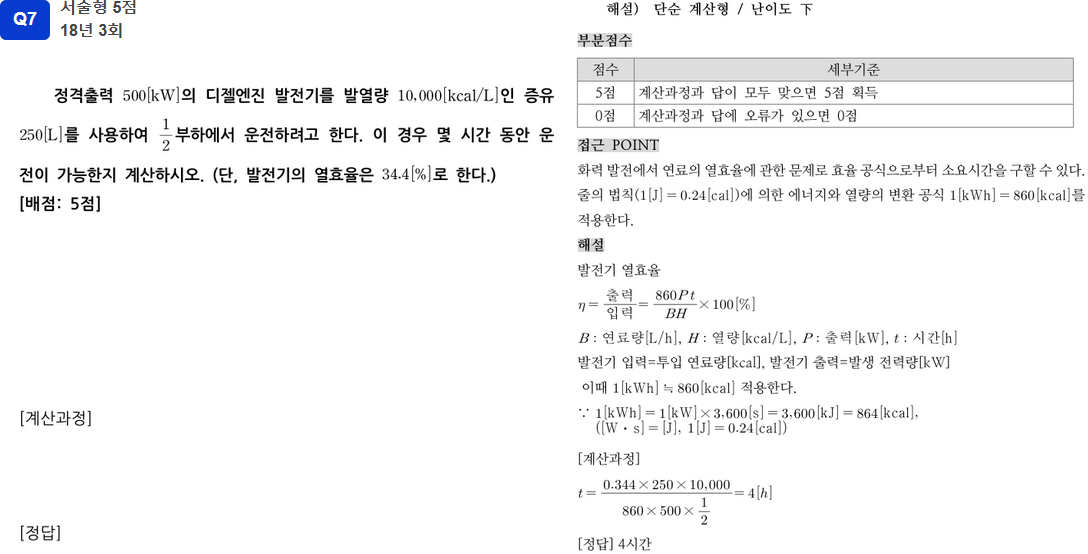 Q7
서술형 5점
18년 3회
정격출력 500[kW]의 디젤엔진 발전기를 발열량 10,000[kcal/L]인 중유
250[L]를 사용하여 1/2 부하에서 운전하려고 한다. 이 경우 몇 시간 동안 운
전이 가능한지 계산하시오. (단, 발전기의 열효율은 34.4[%]로 한다.)
[배점: 5점]
[계산과정]
[정답]
해설) 단순 계산형 / 난이도 下
부분점수
점수 세부기준
5점 계산과정과 답이 모두 맞으면 5점 획득
0점 계산과정과 답에 오류가 있으면 0점
접근 POINT
화력 발전에서 연료의 열효율에 관한 문제로 효율 공식으로부터 소요시간을 구할 수 있다.
줄의 법칙(1[J]=0.24[cal])에 의한 에너지와 열량의 변환 공식 1[kWh]=860[kcal]를
적용한다.
해설
발전기 열효율
η = 출력/입력 = 860Pt/BH × 100[%]
B : 연료량[L/h], H : 열량[kcal/L], P : 출력[kW], t : 시간[h]
발전기 입력=투입 연료량[kcal], 발전기 출력=발생 전력량[kW]
이때 1[kWh] ≒ 860[kcal] 적용한다.
∵ 1[kWh]=1[kW]×3,600[s]=3,600[kJ]=864[kcal],
([W・s]=[J], 1[J]=0.24[cal])
[계산과정]
t = (0.344×250×10,000)/(860×500×1/2) = 4[h]
[정답] 4시간